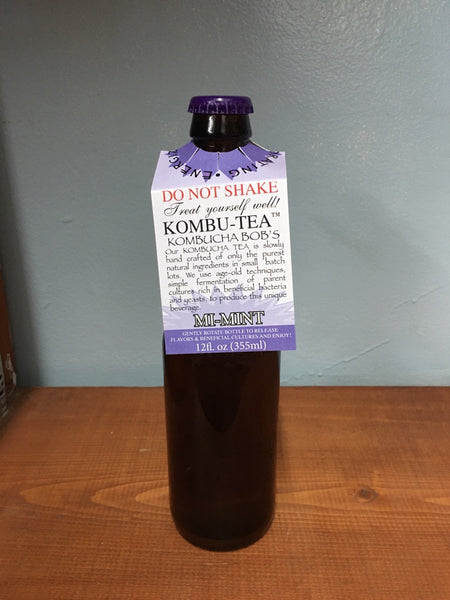 ENERGIZ
ATING •
DO NOT SHAKE
Treat yourself well!
KOMBU-TEA™
KOMBUCHA BOB'S
Our KOMBUCHA TEA is slowly
hand crafted of only the purest
natural ingredients in small batch
lots. We use age-old techniques,
simple fermentation of parent
cultures rich in beneficial bacteria
and yeasts, to produce this unique
beverage.
MI-MINT
GENTLY ROTATE BOTTLE TO RELEASE
FLAVORS & BENEFICIAL CULTURES AND ENJOY!
12fl. oz (355ml)